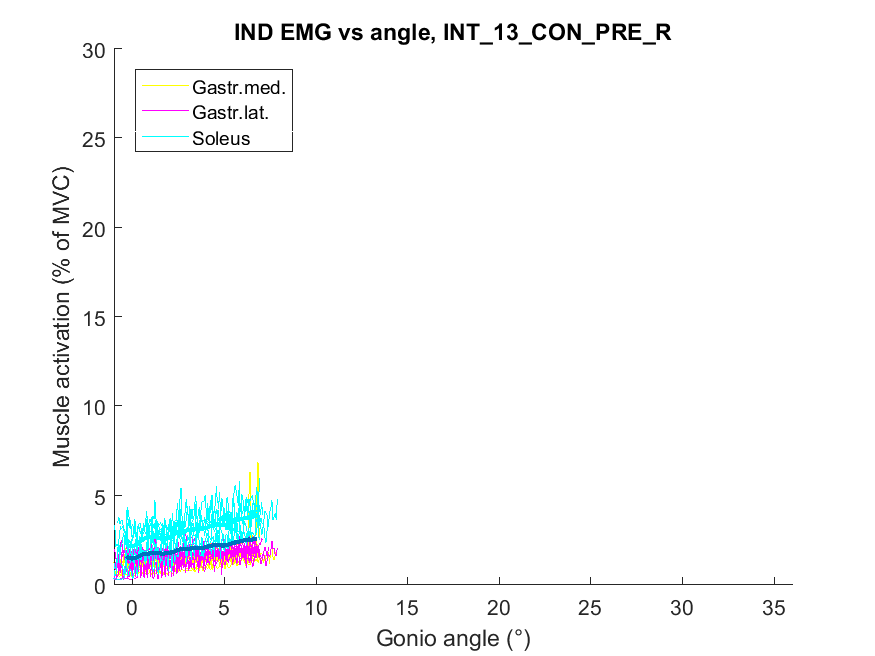 IND EMG vs angle, INT_13_CON_PRE_R
30
25
20
15
10
5
0
Muscle activation (% of MVC)
Gastr.med.
Gastr.lat.
Soleus
0 5 10 15 20 25 30 35
Gonio angle (°)